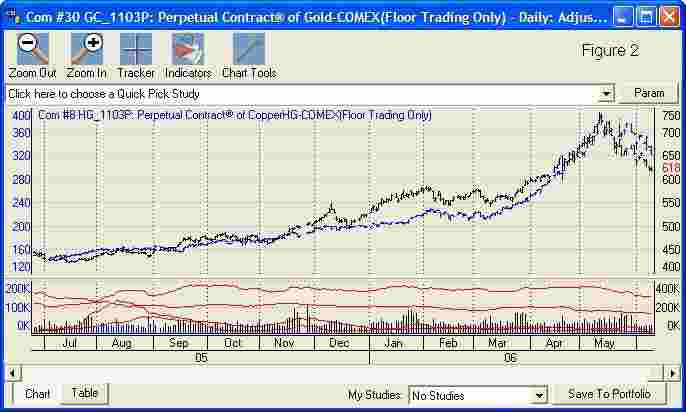 Com #30 GC_1103P: Perpetual Contract® of Gold-COMEX(Floor Trading Only) - Daily: Adjus...
Figure 2
Zoom Out Zoom In Tracker Indicators Chart Tools
Click here to choose a Quick Pick Study Param
Com #8 HG_1103P: Perpetual Contract® of CopperHG-COMEX(Floor Trading Only)
400 750
360 700
320 650
618
280 600
240 550
200 500
160 450
120 400
200K 400K
100K 200K
0K 0K
Jul Aug Sep Oct Nov Dec Jan Feb Mar Apr May
05 06
Chart Table My Studies: No Studies Save To Portfolio